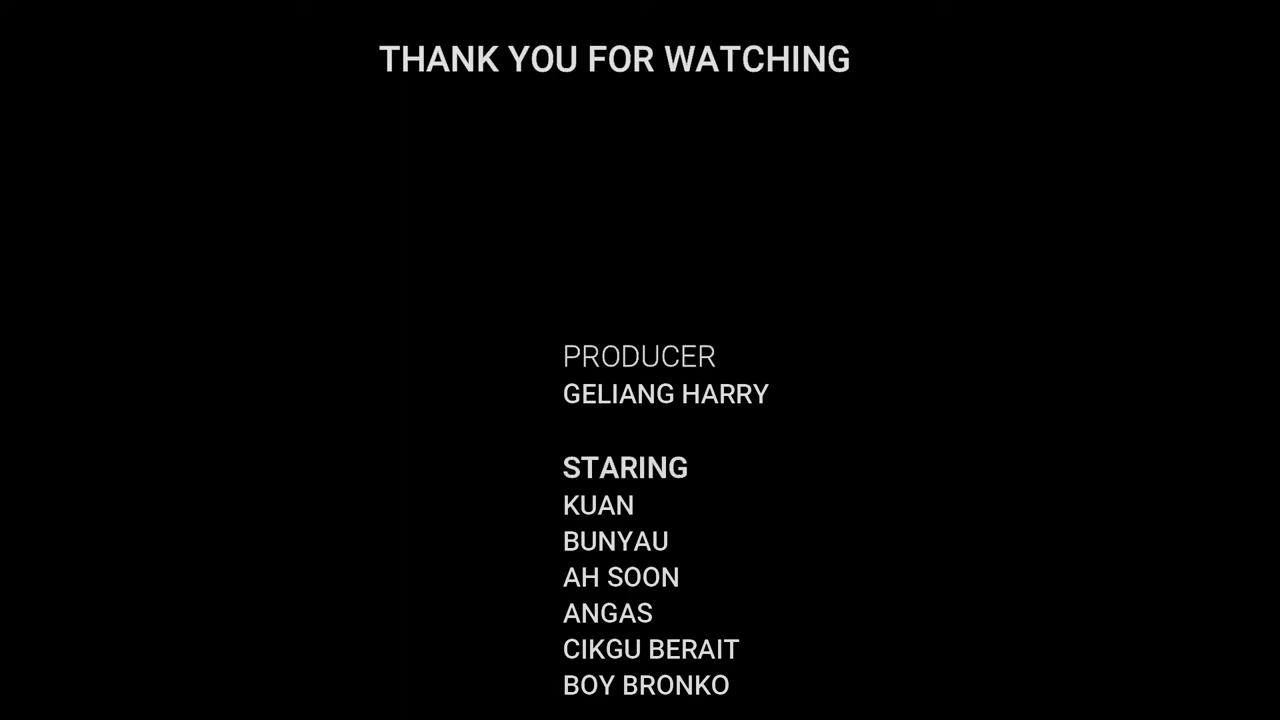 THANK YOU FOR WATCHING
PRODUCER
GELIANG HARRY
STARING
KUAN
BUNYAU
AH SOON
ANGAS
CIKGU BERAIT
BOY BRONKO